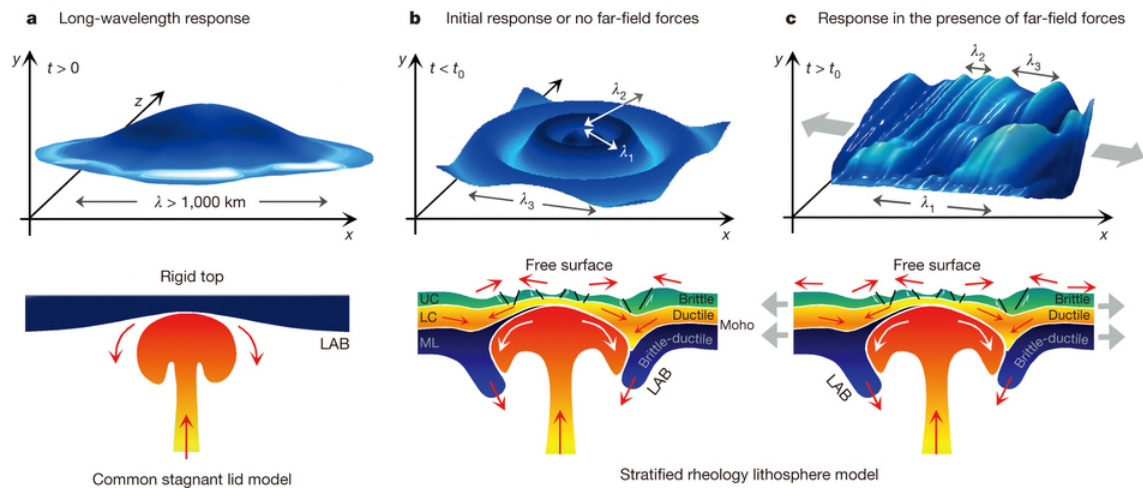 a Long-wavelength response
y
t > 0
z
λ > 1,000 km
x
Rigid top
LAB
Common stagnant lid model
b Initial response or no far-field forces
y
t < t0
λ2
λ1
λ3
x
Free surface
UC
Brittle
LC
Ductile
Moho
ML
Brittle-ductile
LAB
c Response in the presence of far-field forces
y
t > t0
λ2
λ3
λ1
x
Free surface
Brittle
Ductile
Brittle-ductile
LAB
Stratified rheology lithosphere model